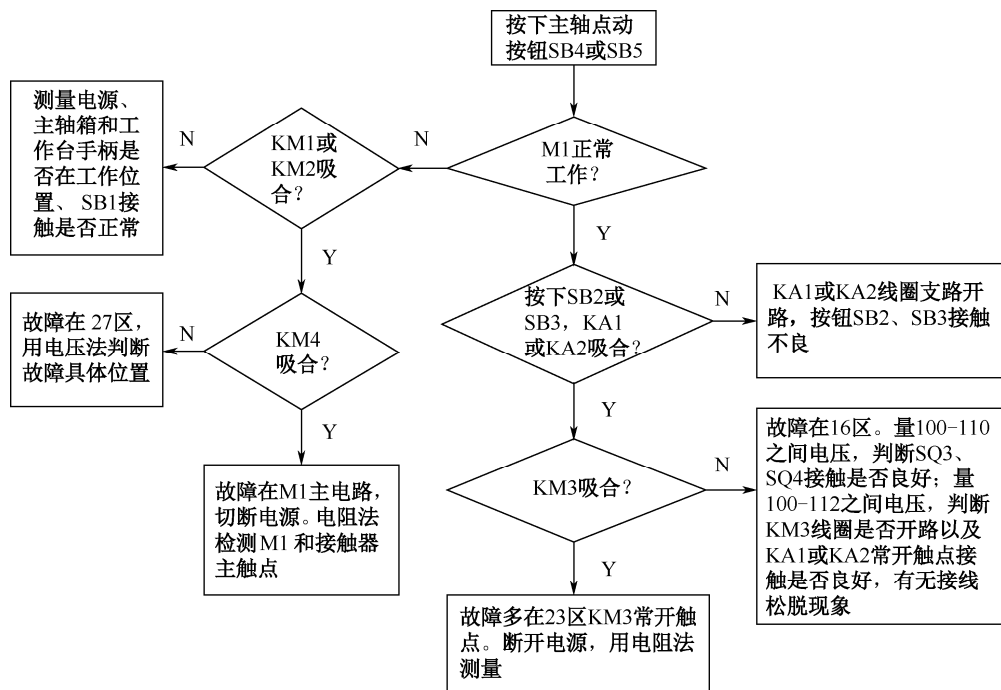 按下主轴点动
按钮SB4或SB5
M1正常
工作?
N
KM1或
KM2吸
合?
N
测量电源、
主轴箱和工
作台手柄是
否在工作位
置、SB1接
触是否正常
Y
KM4
吸合?
N
故障在 27区，
用电压法判断
故障具体位置
Y
故障在M1主电路，
切断电源。电阻法
检测M1和接触器
主触点
Y
按下SB2或
SB3，KA1
或KA2吸合?
N
KA1或KA2线圈支路开
路，按钮SB2、SB3接触
不良
Y
KM3吸合?
N
故障在16区。量100-110
之间电压，判断SQ3、
SQ4接触是否良好；量
100-112之间电压，判断
KM3线圈是否开路以及
KA1或KA2常开触点接
触是否良好，有无接线
松脱现象
Y
故障多在23区KM3常开触
点。断开电源，用电阻法
测量